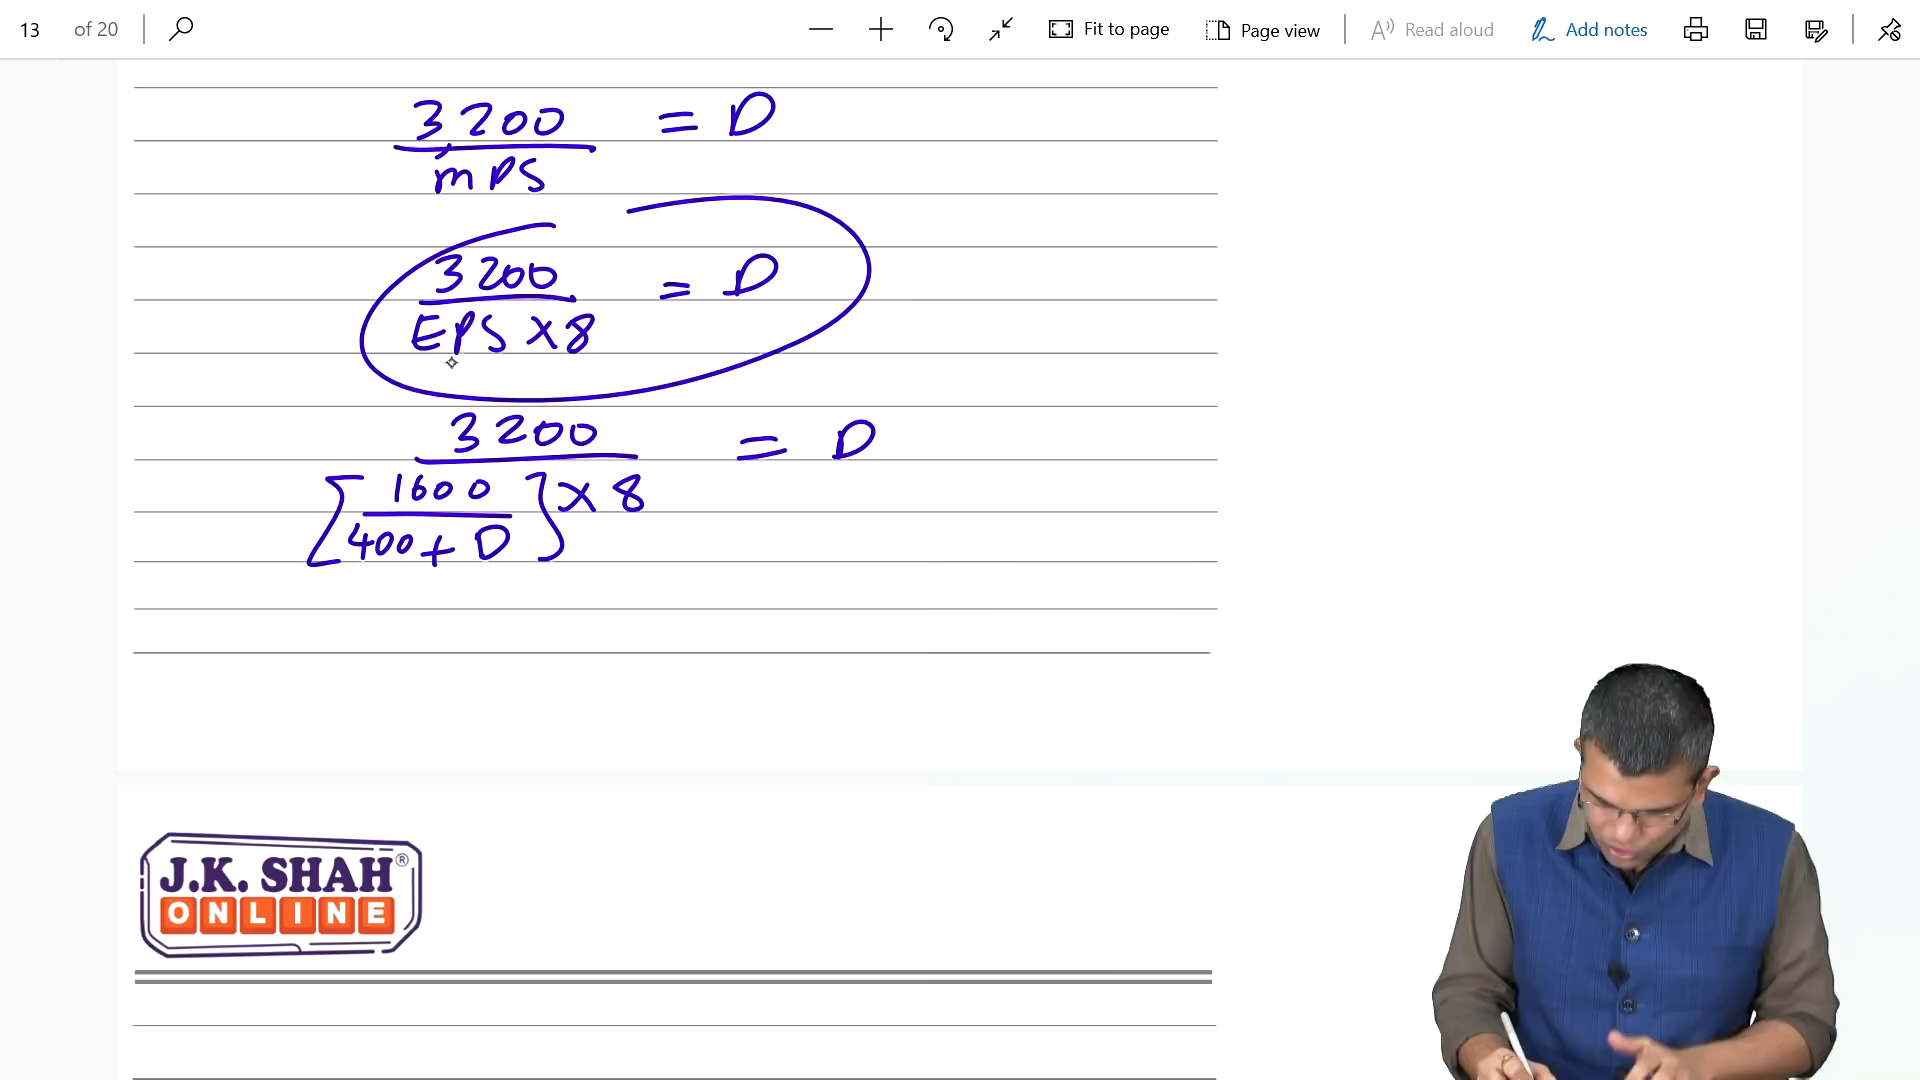 13 of 20 Fit to page Page view Read aloud Add notes
3200 = D
mPS
3200 = D
EPS x 8
3200 = D
[1600 ] x 8
400 + D
J.K. SHAH®
ONLINE